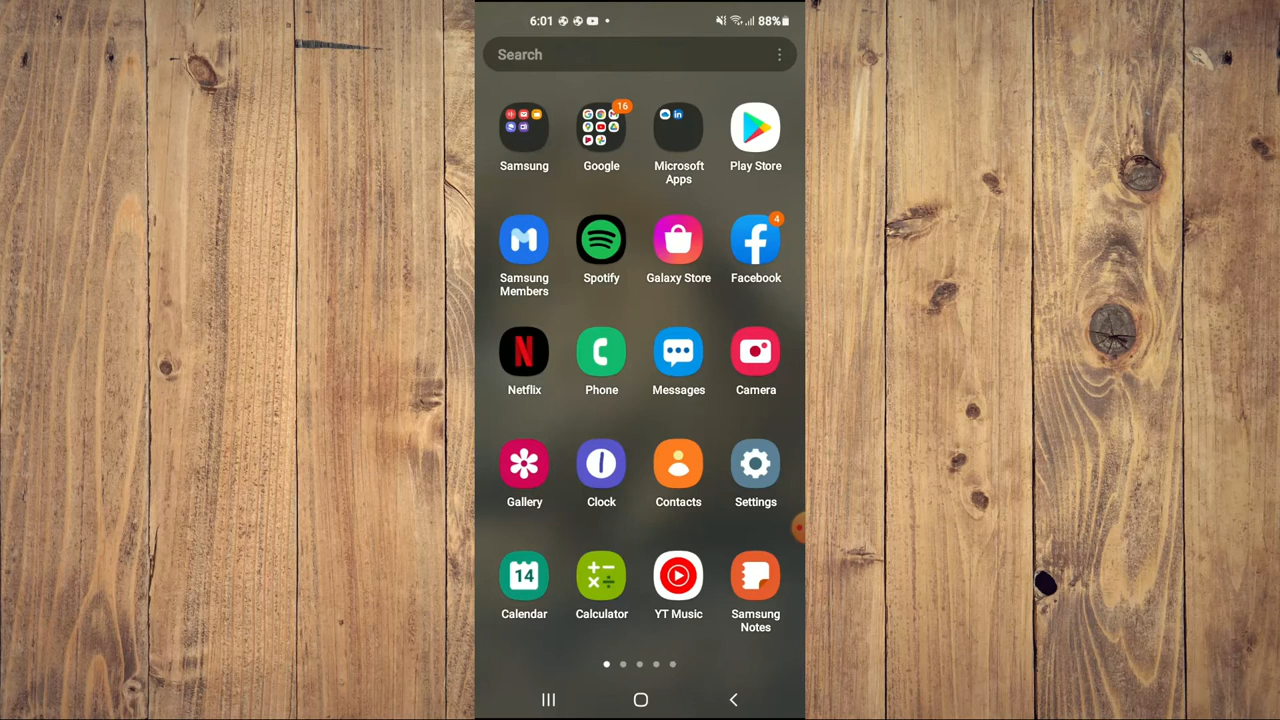 6:01 88%
Search
16
Samsung Google Microsoft Apps Play Store
4
Samsung Members Spotify Galaxy Store Facebook
Netflix Phone Messages Camera
Gallery Clock Contacts Settings
14
Calendar Calculator YT Music Samsung Notes